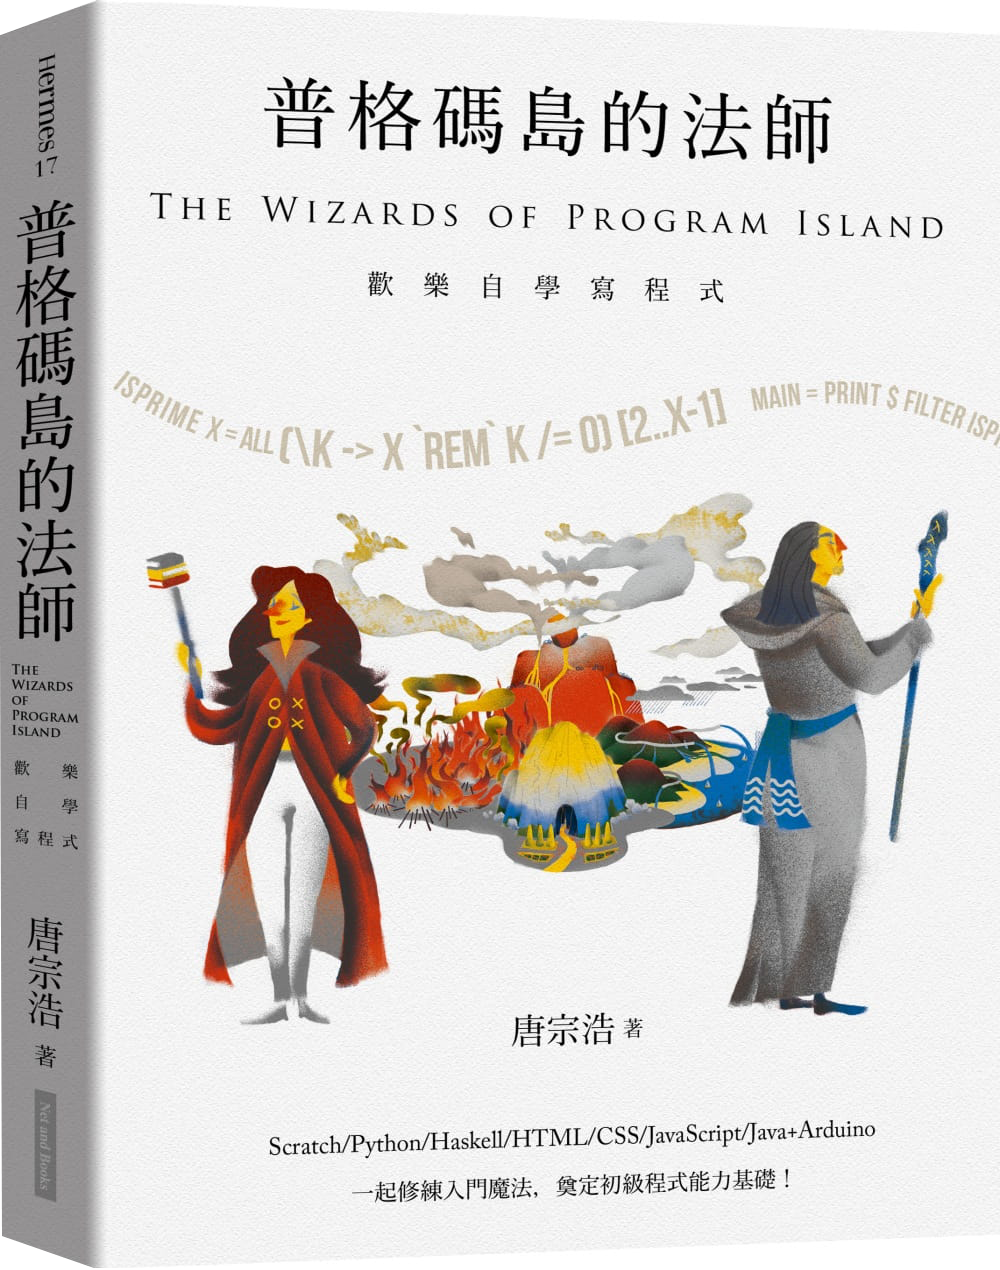 Hermes 17
普格碼島的法師
THE
WIZARDS
OF
PROGRAM
ISLAND
歡樂
自學
寫程式
唐宗浩 著
Net and Books
普格碼島的法師
THE WIZARDS OF PROGRAM ISLAND
歡樂自學寫程式
ISPRIME X = ALL (\K -> X `REM` K /= 0) [2..X-1] MAIN = PRINT $ FILTER ISP
唐宗浩 著
Scratch/Python/Haskell/HTML/CSS/JavaScript/Java+Arduino
一起修練入門魔法，奠定初級程式能力基礎！